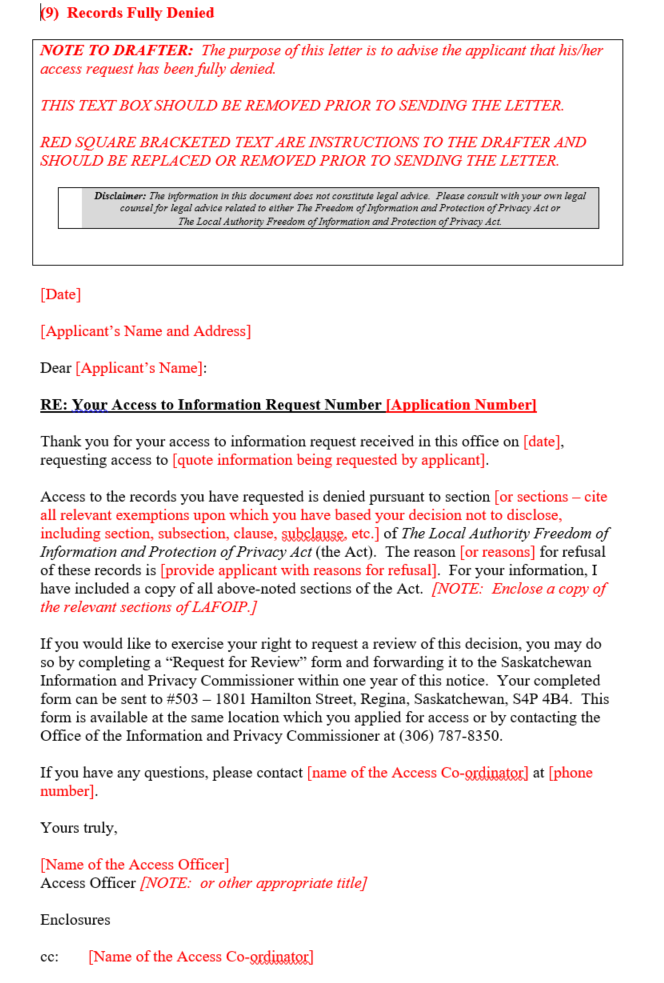 (9) Records Fully Denied
NOTE TO DRAFTER: The purpose of this letter is to advise the applicant that his/her
access request has been fully denied.
THIS TEXT BOX SHOULD BE REMOVED PRIOR TO SENDING THE LETTER.
RED SQUARE BRACKETED TEXT ARE INSTRUCTIONS TO THE DRAFTER AND
SHOULD BE REPLACED OR REMOVED PRIOR TO SENDING THE LETTER.
Disclaimer: The information in this document does not constitute legal advice. Please consult with your own legal
counsel for legal advice related to either The Freedom of Information and Protection of Privacy Act or
The Local Authority Freedom of Information and Protection of Privacy Act.
[Date]
[Applicant's Name and Address]
Dear [Applicant's Name]:
RE: Your Access to Information Request Number [Application Number]
Thank you for your access to information request received in this office on [date],
requesting access to [quote information being requested by applicant].
Access to the records you have requested is denied pursuant to section [or sections – cite
all relevant exemptions upon which you have based your decision not to disclose,
including section, subsection, clause, subclause, etc.] of The Local Authority Freedom of
Information and Protection of Privacy Act (the Act). The reason [or reasons] for refusal
of these records is [provide applicant with reasons for refusal]. For your information, I
have included a copy of all above-noted sections of the Act. [NOTE: Enclose a copy of
the relevant sections of LAFOIP.]
If you would like to exercise your right to request a review of this decision, you may do
so by completing a “Request for Review” form and forwarding it to the Saskatchewan
Information and Privacy Commissioner within one year of this notice. Your completed
form can be sent to #503 – 1801 Hamilton Street, Regina, Saskatchewan, S4P 4B4. This
form is available at the same location which you applied for access or by contacting the
Office of the Information and Privacy Commissioner at (306) 787-8350.
If you have any questions, please contact [name of the Access Co-ordinator] at [phone
number].
Yours truly,
[Name of the Access Officer]
Access Officer [NOTE: or other appropriate title]
Enclosures
cc: [Name of the Access Co-ordinator]